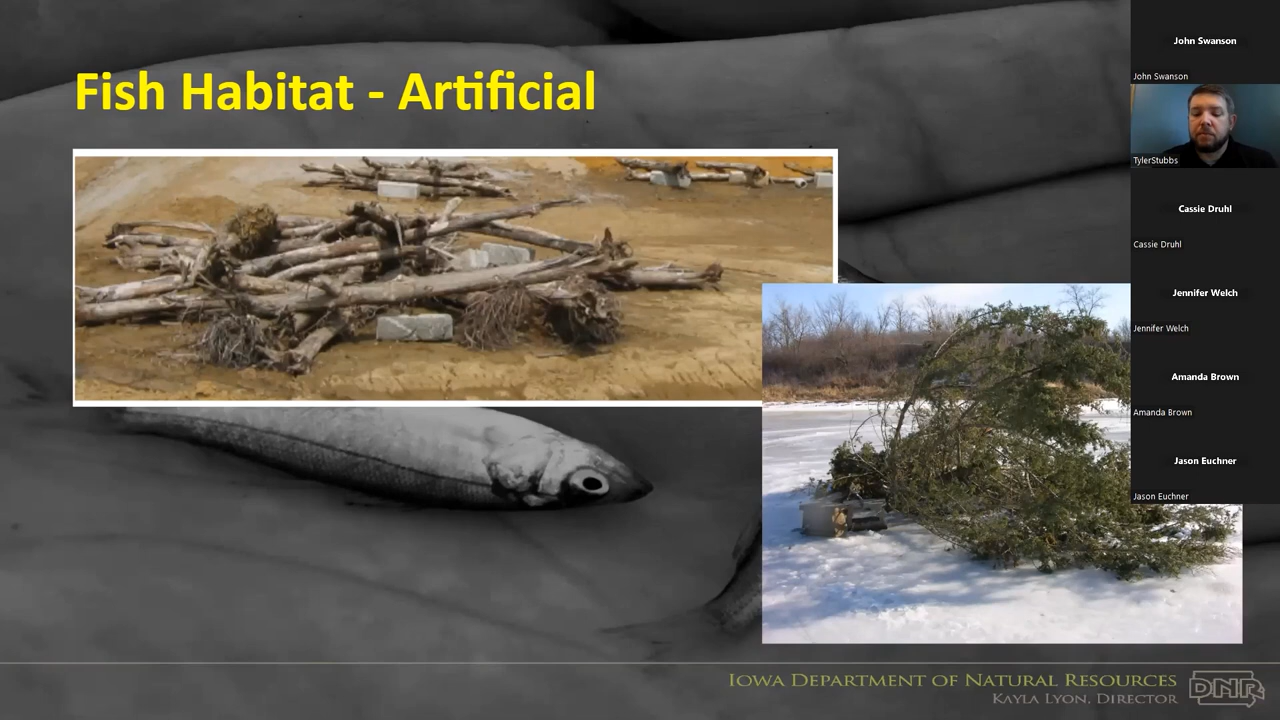 Fish Habitat - Artificial
John Swanson
John Swanson
TylerStubbs
Cassie Druhl
Cassie Druhl
Jennifer Welch
Jennifer Welch
Amanda Brown
Amanda Brown
Jason Euchner
Jason Euchner
IOWA DEPARTMENT OF NATURAL RESOURCES
KAYLA LYON, DIRECTOR
DNR